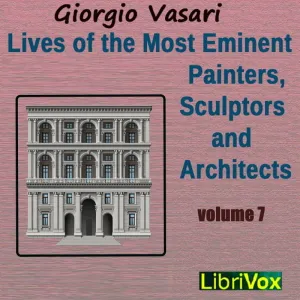 Giorgio Vasari
Lives of the Most Eminent
Painters,
Sculptors
and
Architects
volume 7
LibriVox